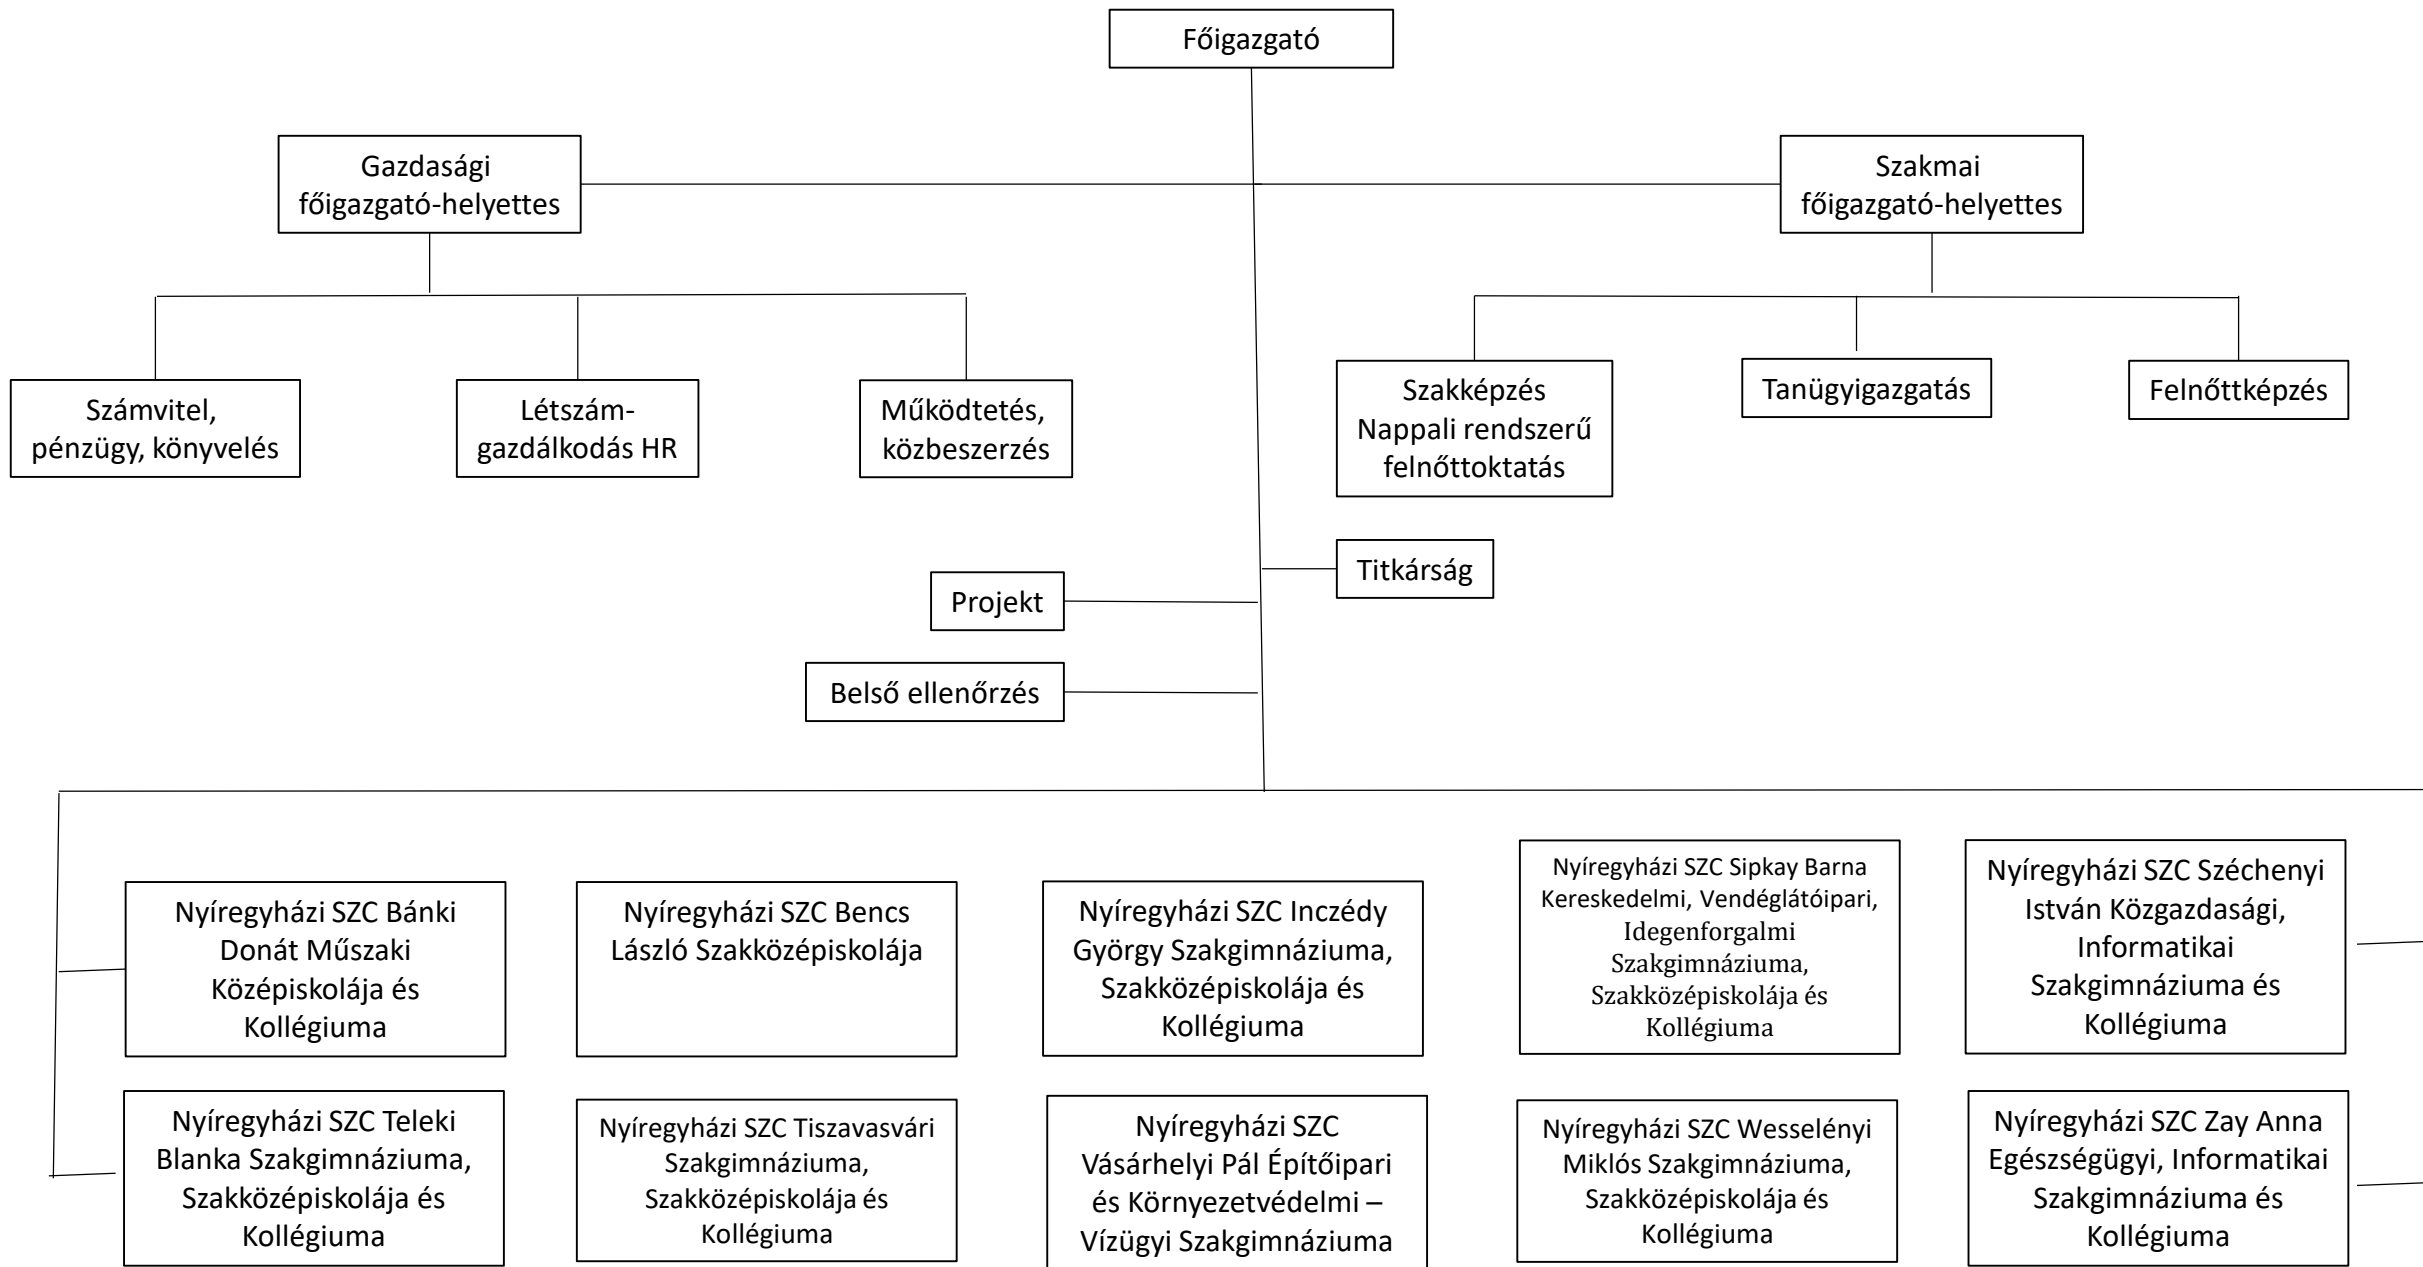 Főigazgató
Gazdasági
főigazgató-helyettes
Szakmai
főigazgató-helyettes
Számvitel,
pénzügy, könyvelés
Létszám-
gazdálkodás HR
Működtetés,
közbeszerzés
Szakképzés
Nappali rendszerű
felnőttoktatás
Tanügyigazgatás
Felnőttképzés
Titkárság
Projekt
Belső ellenőrzés
Nyíregyházi SZC Bánki
Donát Műszaki
Középiskolája és
Kollégiuma
Nyíregyházi SZC Bencs
László Szakközépiskolája
Nyíregyházi SZC Inczédy
György Szakgimnáziuma,
Szakközépiskolája és
Kollégiuma
Nyíregyházi SZC Sipkay Barna
Kereskedelmi, Vendéglátóipari,
Idegenforgalmi
Szakgimnáziuma,
Szakközépiskolája és
Kollégiuma
Nyíregyházi SZC Széchenyi
István Közgazdasági,
Informatikai
Szakgimnáziuma és
Kollégiuma
Nyíregyházi SZC Teleki
Blanka Szakgimnáziuma,
Szakközépiskolája és
Kollégiuma
Nyíregyházi SZC Tiszavasvári
Szakgimnáziuma,
Szakközépiskolája és
Kollégiuma
Nyíregyházi SZC
Vásárhelyi Pál Építőipari
és Környezetvédelmi –
Vízügyi Szakgimnáziuma
Nyíregyházi SZC Wesselényi
Miklós Szakgimnáziuma,
Szakközépiskolája és
Kollégiuma
Nyíregyházi SZC Zay Anna
Egészségügyi, Informatikai
Szakgimnáziuma és
Kollégiuma